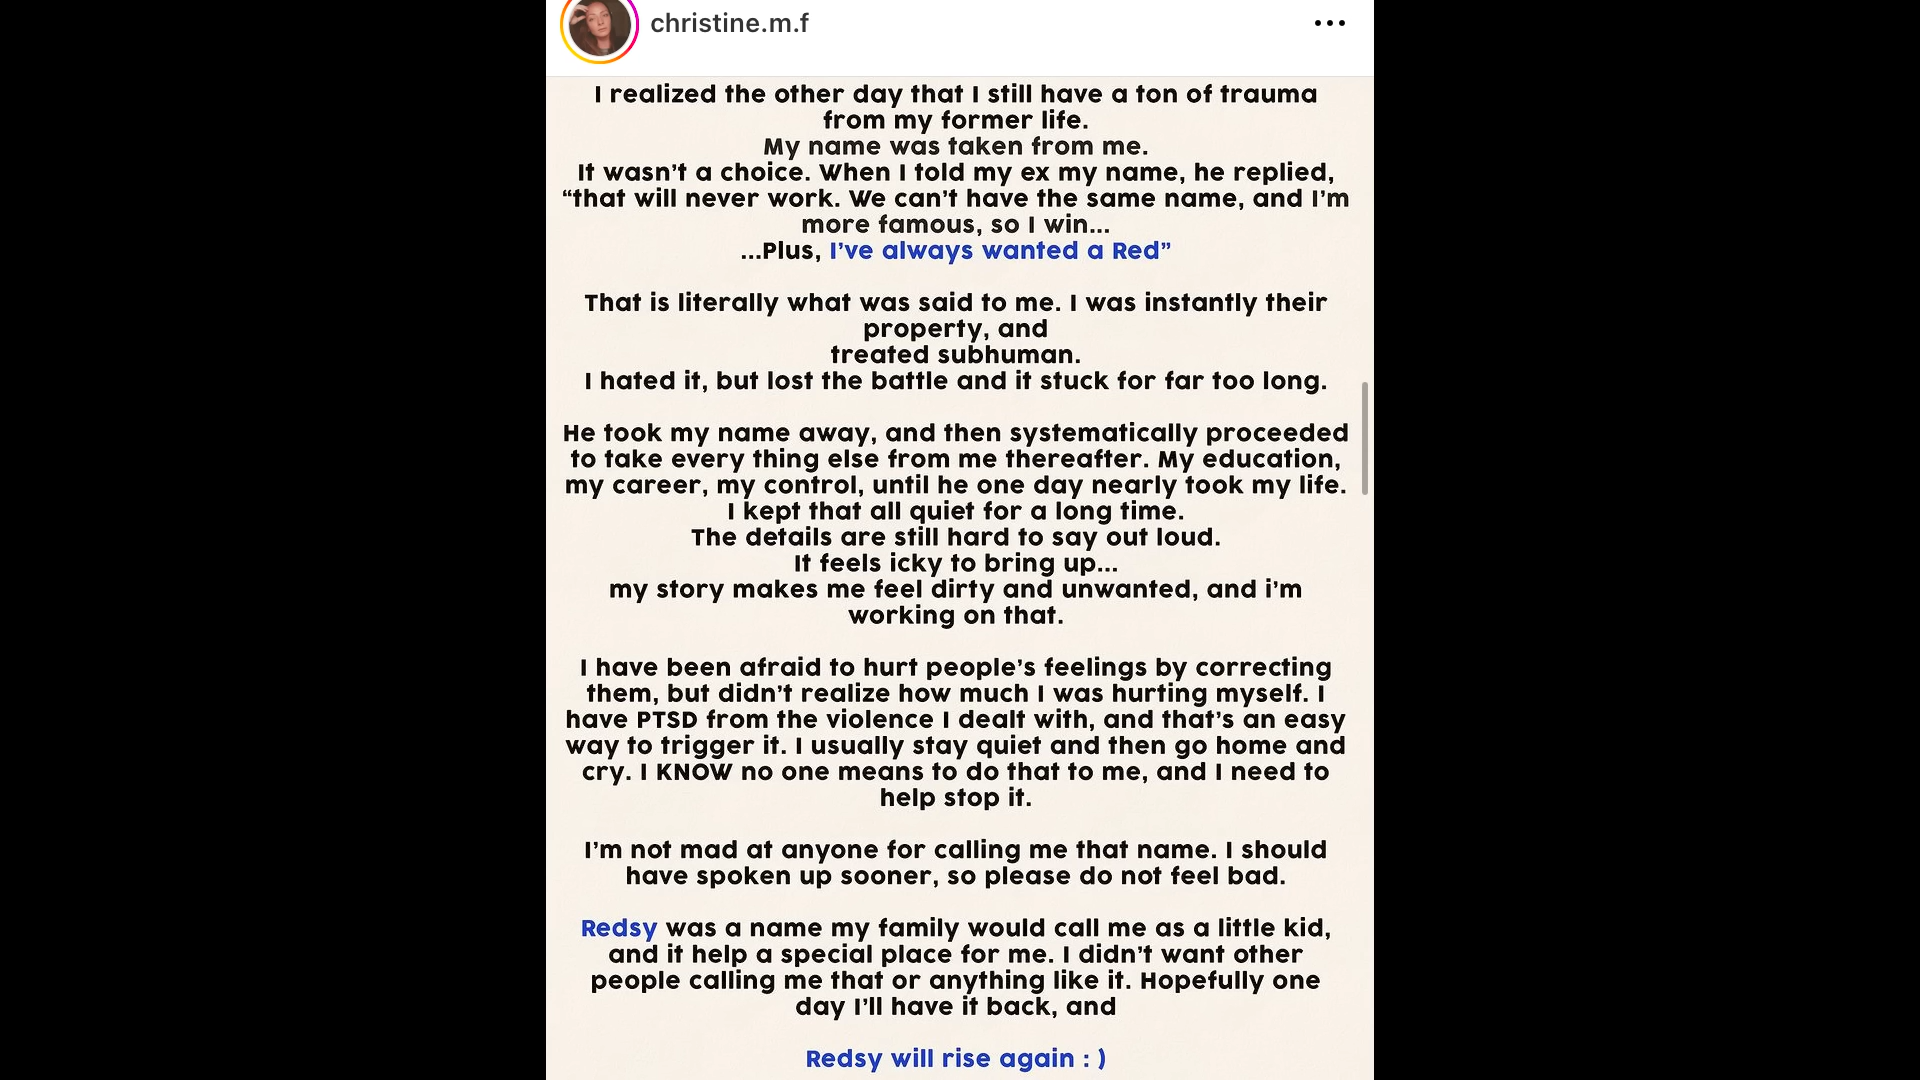 christine.m.f
I realized the other day that I still have a ton of trauma
from my former life.
My name was taken from me.
It wasn't a choice. When I told my ex my name, he replied,
“that will never work. We can't have the same name, and I'm
more famous, so I win...
...Plus, I've always wanted a Red”
That is literally what was said to me. I was instantly their
property, and
treated subhuman.
I hated it, but lost the battle and it stuck for far too long.
He took my name away, and then systematically proceeded
to take every thing else from me thereafter. My education,
my career, my control, until he one day nearly took my life.
I kept that all quiet for a long time.
The details are still hard to say out loud.
It feels icky to bring up...
my story makes me feel dirty and unwanted, and i'm
working on that.
I have been afraid to hurt people's feelings by correcting
them, but didn't realize how much I was hurting myself. I
have PTSD from the violence I dealt with, and that's an easy
way to trigger it. I usually stay quiet and then go home and
cry. I KNOW no one means to do that to me, and I need to
help stop it.
I'm not mad at anyone for calling me that name. I should
have spoken up sooner, so please do not feel bad.
Redsy was a name my family would call me as a little kid,
and it help a special place for me. I didn't want other
people calling me that or anything like it. Hopefully one
day I'll have it back, and
Redsy will rise again : )